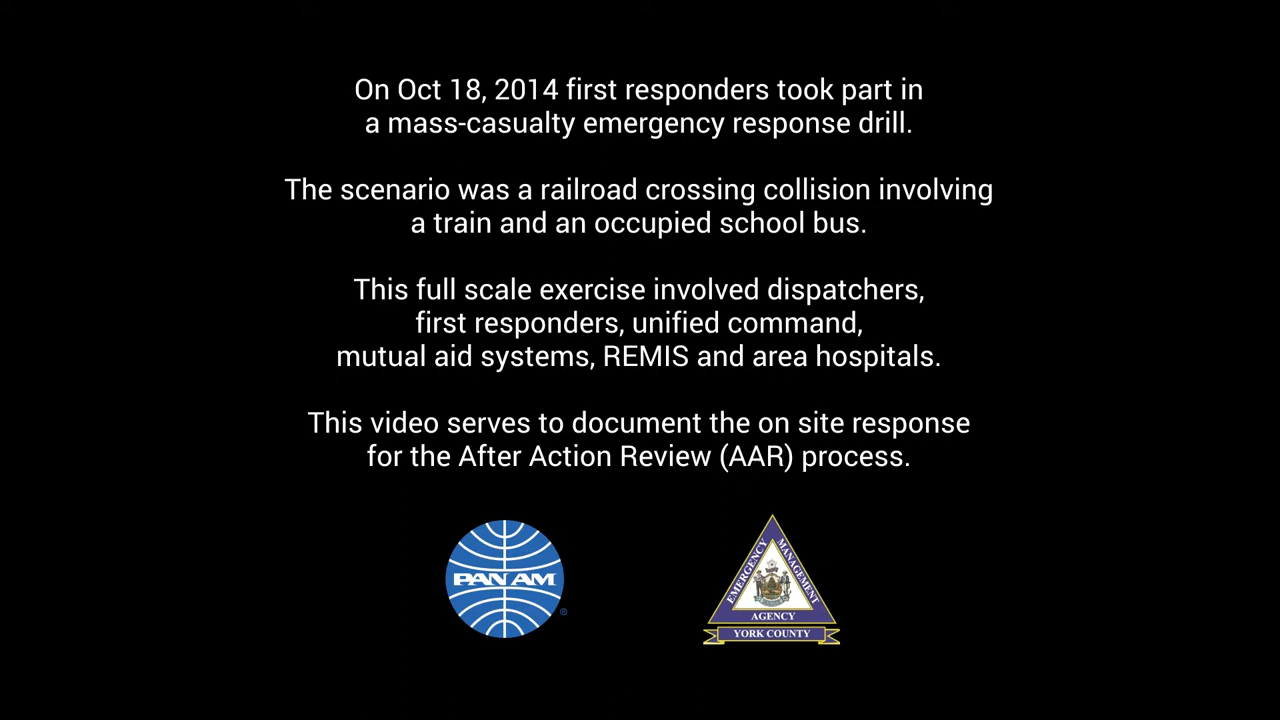 On Oct 18, 2014 first responders took part in
a mass-casualty emergency response drill.
The scenario was a railroad crossing collision involving
a train and an occupied school bus.
This full scale exercise involved dispatchers,
first responders, unified command,
mutual aid systems, REMIS and area hospitals.
This video serves to document the on site response
for the After Action Review (AAR) process.
PAN AM
®
EMERGENCY
MANAGEMENT
AGENCY
YORK COUNTY